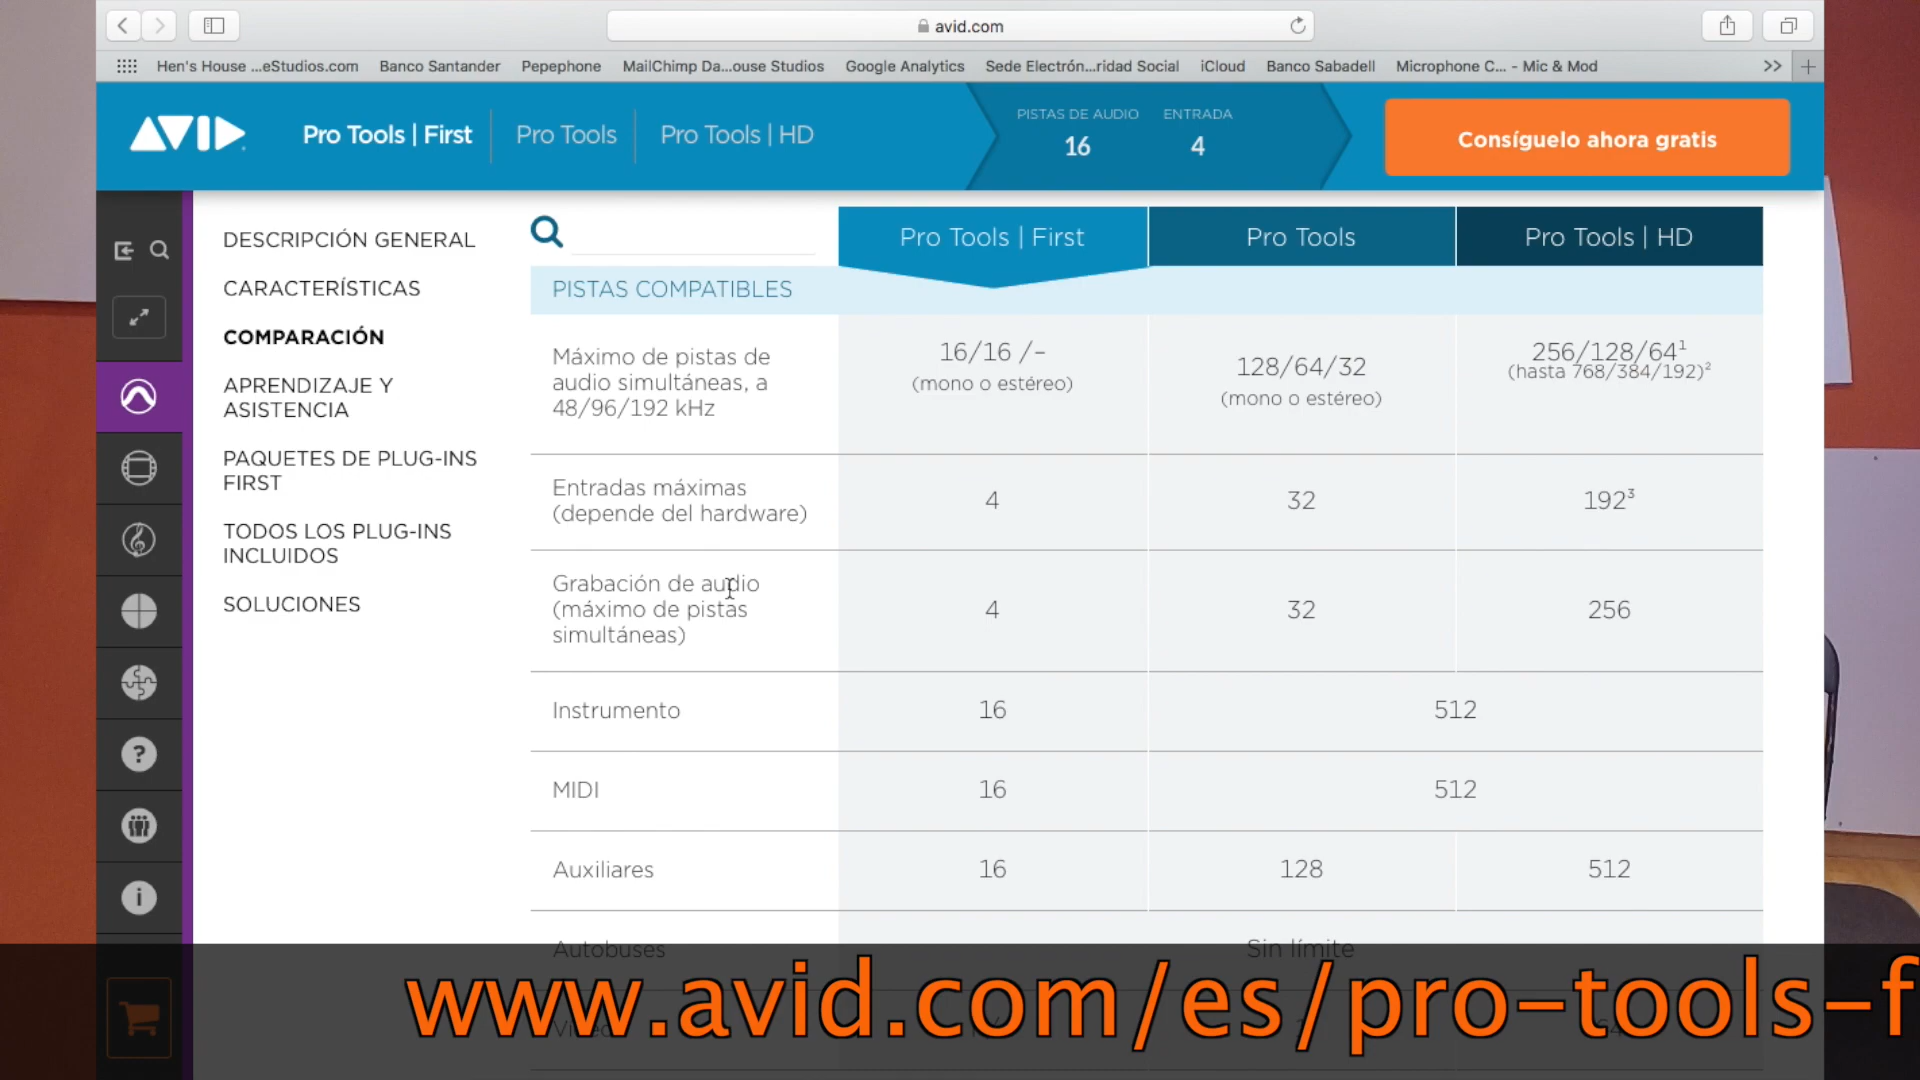 avid.com
Hen's House ...eStudios.com Banco Santander Pepephone MailChimp Da...ouse Studios Google Analytics Sede Electrón...ridad Social iCloud Banco Sabadell Microphone C... - Mic & Mod >>
AVID Pro Tools | First Pro Tools Pro Tools | HD
PISTAS DE AUDIO ENTRADA
16 4
Consíguelo ahora gratis
DESCRIPCIÓN GENERAL
CARACTERÍSTICAS
COMPARACIÓN
APRENDIZAJE Y
ASISTENCIA
PAQUETES DE PLUG-INS
FIRST
TODOS LOS PLUG-INS
INCLUIDOS
SOLUCIONES
Pro Tools | First Pro Tools Pro Tools | HD
PISTAS COMPATIBLES
Máximo de pistas de
audio simultáneas, a
48/96/192 kHz
16/16 /–
(mono o estéreo)
128/64/32
(mono o estéreo)
256/128/64¹
(hasta 768/384/192)²
Entradas máximas
(depende del hardware)
4 32 192³
Grabación de audio
(máximo de pistas
simultáneas)
4 32 256
Instrumento 16 512
MIDI 16 512
Auxiliares 16 128 512
Autobuses Sin límite
www.avid.com/es/pro-tools-f